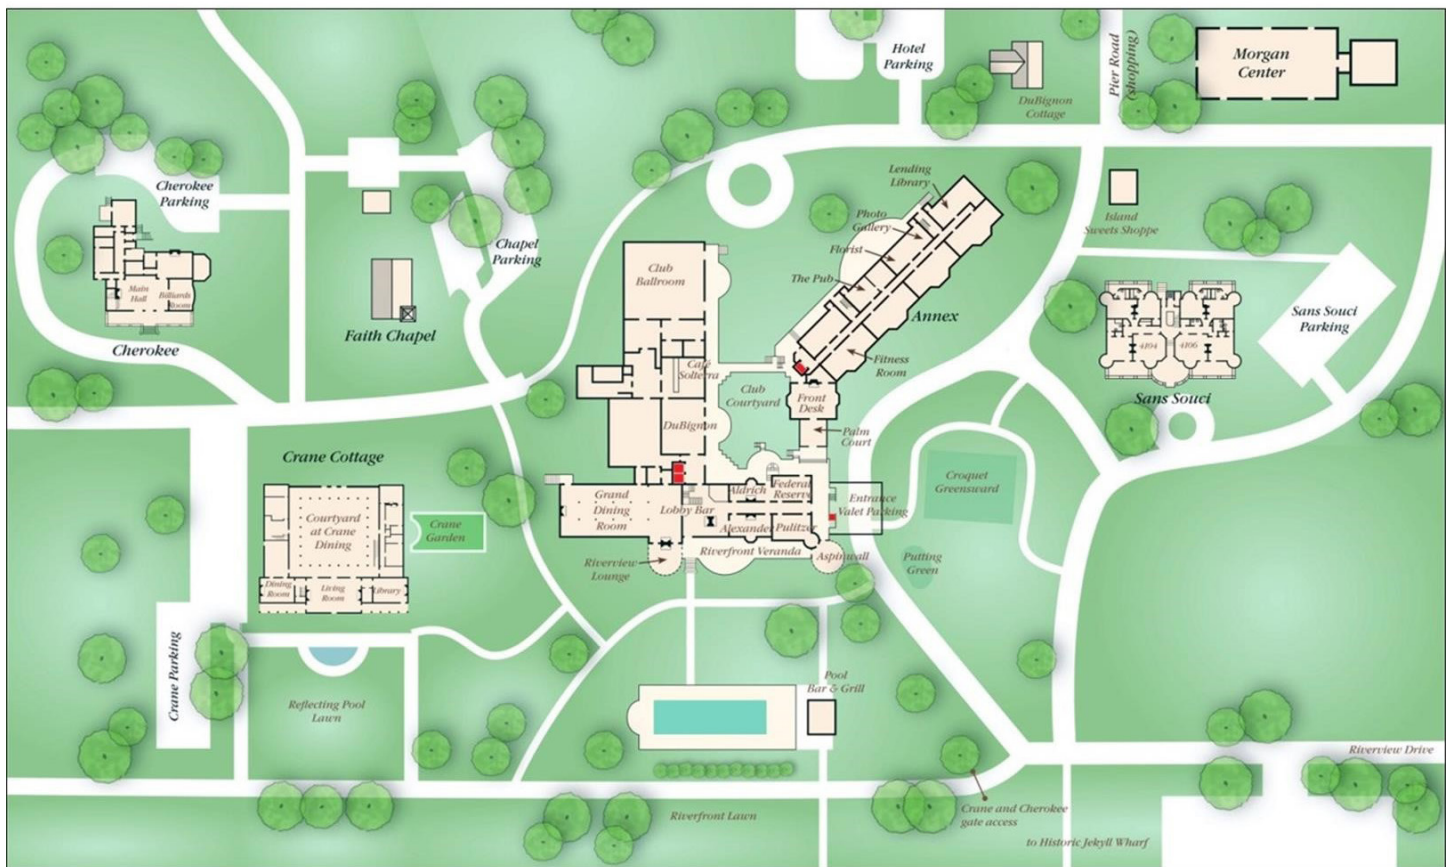 Hotel
Parking
DuBignon
Cottage
Pier Road
(shopping)
Morgan
Center
Cherokee
Parking
Main
Hall
Billiards
Room
Cherokee
Faith Chapel
Chapel
Parking
Lending
Library
Photo
Gallery
Florist
The Pub
Annex
Fitness
Room
Front
Desk
Palm
Court
Club
Ballroom
Café
Solterra
Club
Courtyard
DuBignon
Island
Sweets Shoppe
Sans Souci
Parking
4104
4106
Sans Souci
Crane Cottage
Courtyard
at Crane
Dining
Dining
Room
Living
Room
Library
Crane
Garden
Grand
Dining
Room
Lobby Bar
Aldrich
Federal
Reserve
Alexander
Pulitzer
Entrance
Valet Parking
Riverfront Veranda
Aspinwall
Riverview
Lounge
Croquet
Greensward
Putting
Green
Crane Parking
Reflecting Pool
Lawn
Pool
Bar & Grill
Riverview Drive
Riverfront Lawn
Crane and Cherokee
gate access
to Historic Jekyll Wharf